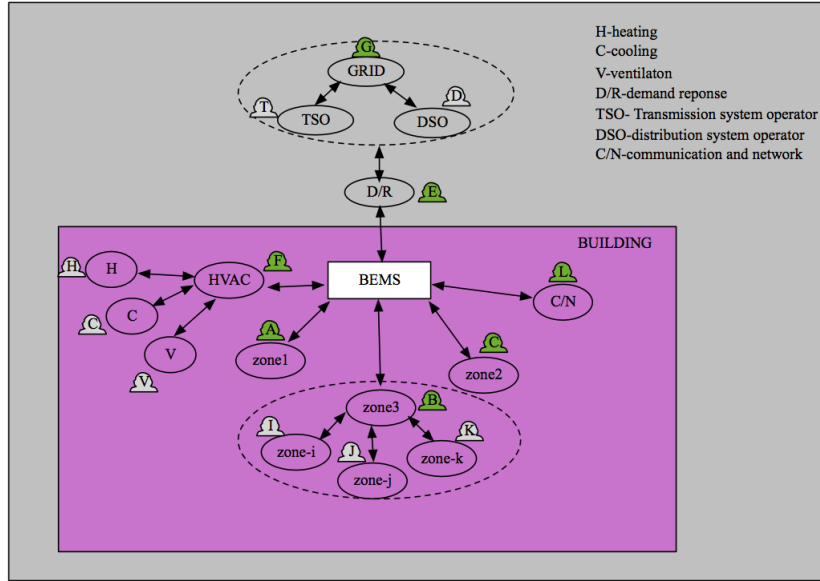 H-heating
C-cooling
V-ventilaton
D/R-demand reponse
TSO- Transmission system operator
DSO-distribution system operator
C/N-communication and network
G
GRID
T
TSO
D
DSO
D/R
E
BUILDING
H
H
F
HVAC
BEMS
L
C/N
C
C
A
zone1
C
zone2
V
V
zone3
B
I
zone-i
J
zone-j
K
zone-k